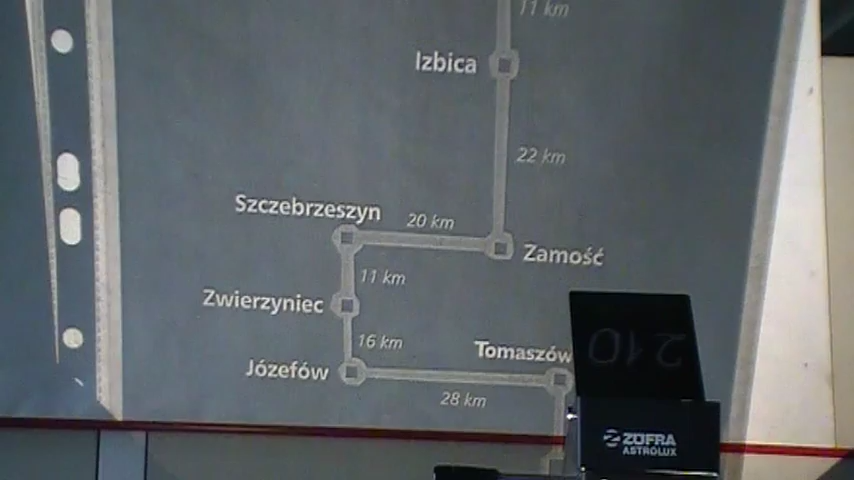 11 km
Izbica
22 km
Szczebrzeszyn
20 km
Zamość
11 km
Zwierzyniec
16 km
Tomaszów
Józefów
28 km
210
ZOFRA
ASTROLUX